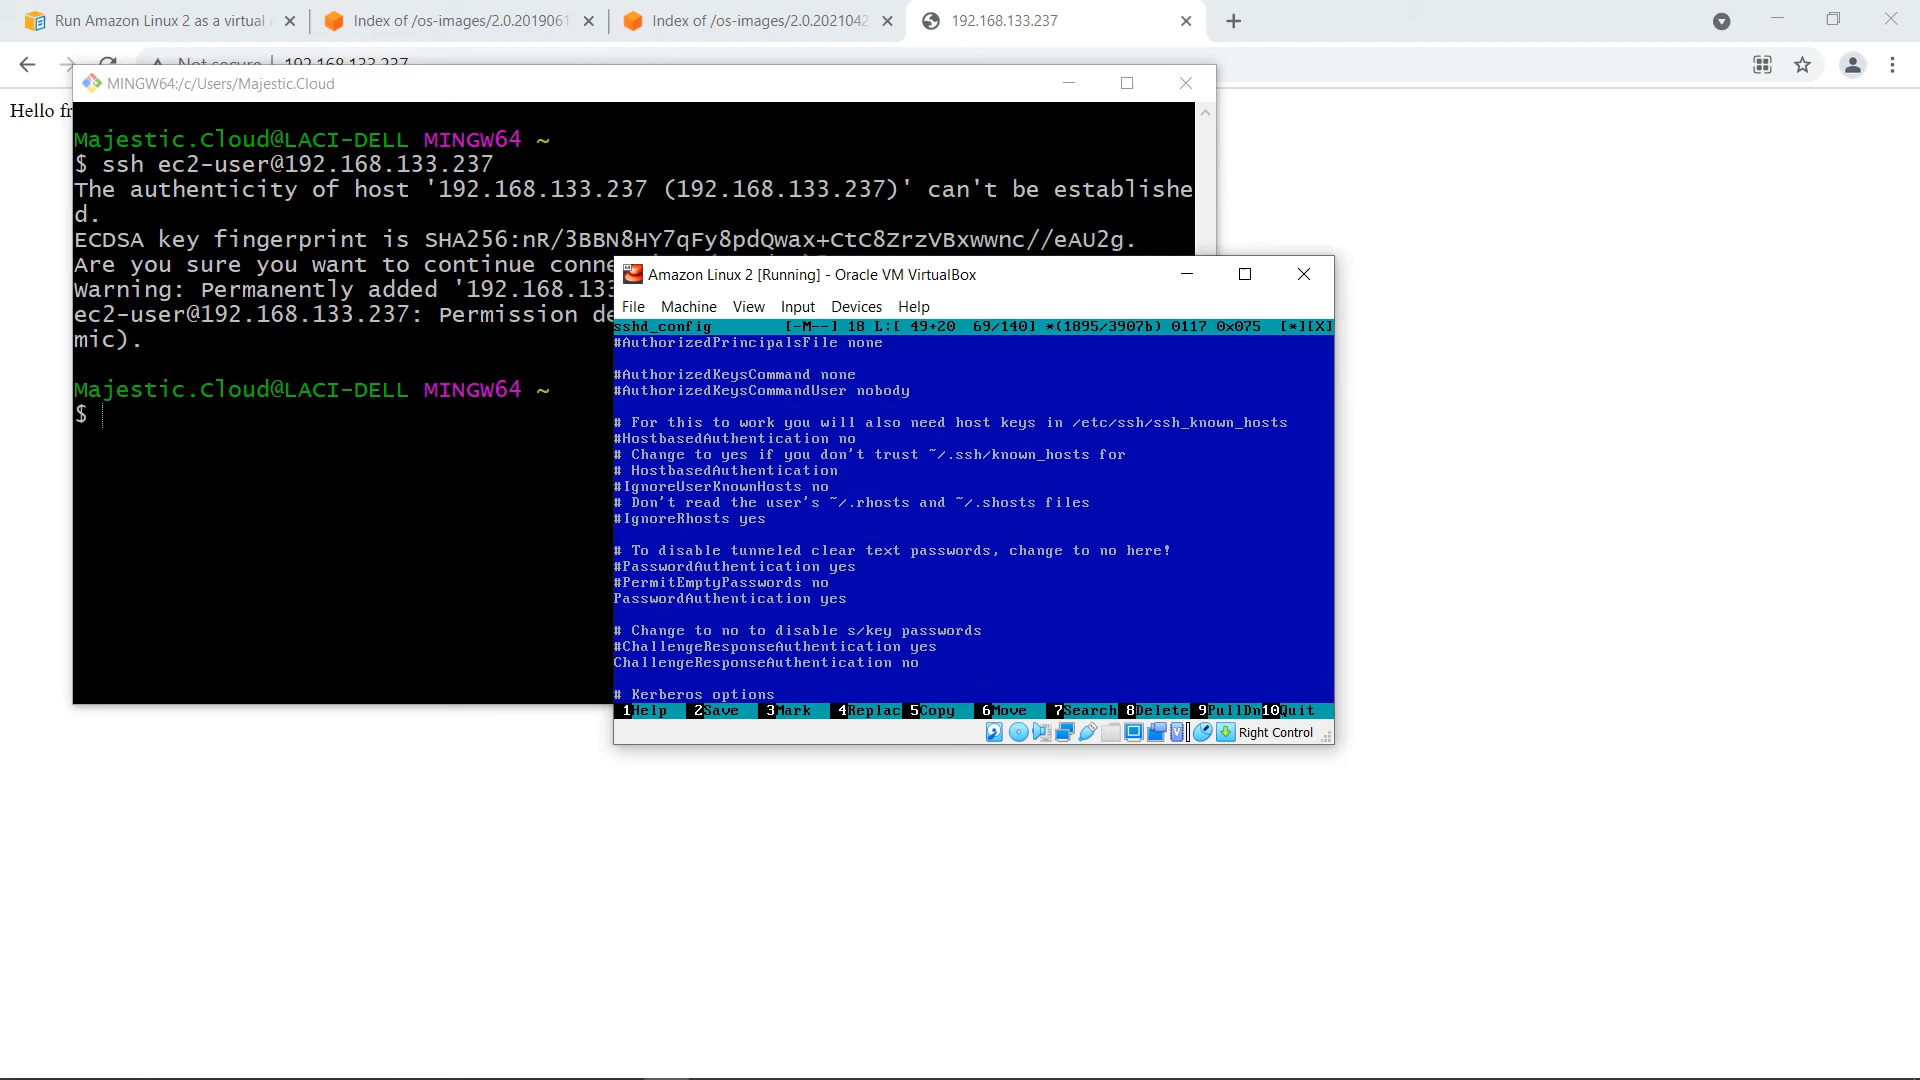 Run Amazon Linux 2 as a virtual
Index of /os-images/2.0.201906
Index of /os-images/2.0.2021042
192.168.133.237
Not secure
192.168.133.237
Hello fr
MINGW64:/c/Users/Majestic.Cloud
Majestic.Cloud@LACI-DELL MINGW64 ~
$ ssh ec2-user@192.168.133.237
The authenticity of host '192.168.133.237 (192.168.133.237)' can't be establishe
d.
ECDSA key fingerprint is SHA256:nR/3BBN8HY7qFy8pdQwax+CtC8ZrzVBxwwnc//eAU2g.
Are you sure you want to continue conne
Warning: Permanently added '192.168.133
ec2-user@192.168.133.237: Permission de
mic).
Majestic.Cloud@LACI-DELL MINGW64 ~
$
Amazon Linux 2 [Running] - Oracle VM VirtualBox
File Machine View Input Devices Help
sshd_config [-M--] 18 L:[ 49+20 69/140] *(1895/3907b) 0117 0x075 [*][X]
#AuthorizedPrincipalsFile none
#AuthorizedKeysCommand none
#AuthorizedKeysCommandUser nobody
# For this to work you will also need host keys in /etc/ssh/ssh_known_hosts
#HostbasedAuthentication no
# Change to yes if you don't trust ~/.ssh/known_hosts for
# HostbasedAuthentication
#IgnoreUserKnownHosts no
# Don't read the user's ~/.rhosts and ~/.shosts files
#IgnoreRhosts yes
# To disable tunneled clear text passwords, change to no here!
#PasswordAuthentication yes
#PermitEmptyPasswords no
PasswordAuthentication yes
# Change to no to disable s/key passwords
#ChallengeResponseAuthentication yes
ChallengeResponseAuthentication no
# Kerberos options
1Help 2Save 3Mark 4Replac 5Copy 6Move 7Search 8Delete 9PullDn 10Quit
Right Control